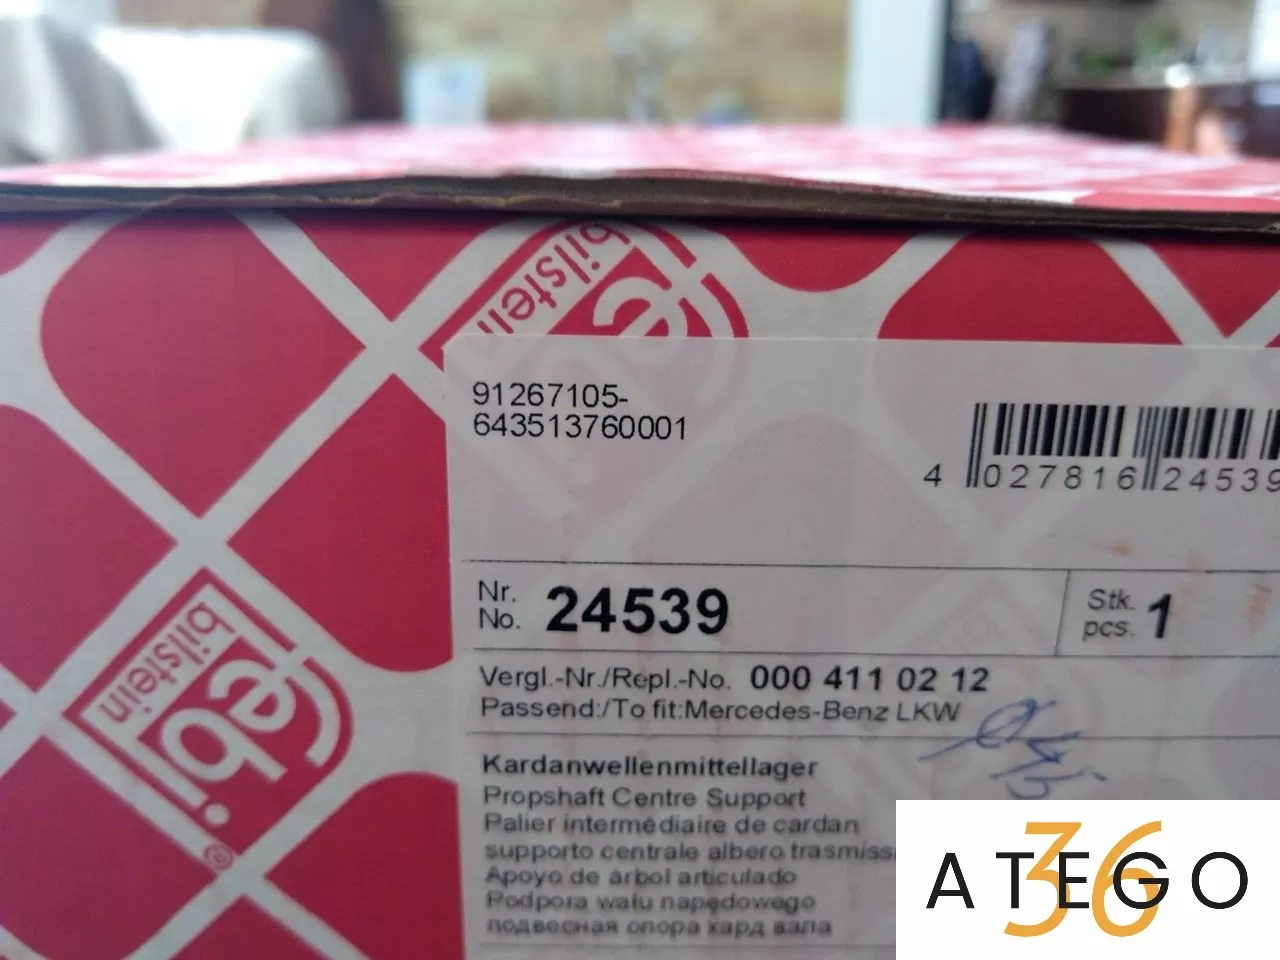 febi
bilstein
91267105-
643513760001
4 027816 24539
Nr.
No. 24539
Stk.
pcs. 1
Vergl.-Nr./Repl.-No. 000 411 02 12
Passend:/To fit:Mercedes-Benz LKW
Kardanwellenmittellager
Propshaft Centre Support
Palier intermédiaire de cardan
supporto centrale albero trasmiss
Apoyo de árbol articulado
Podpora wału napędowego
подвесная опора кард вала
febi
bilstein
®
ATEGO
36